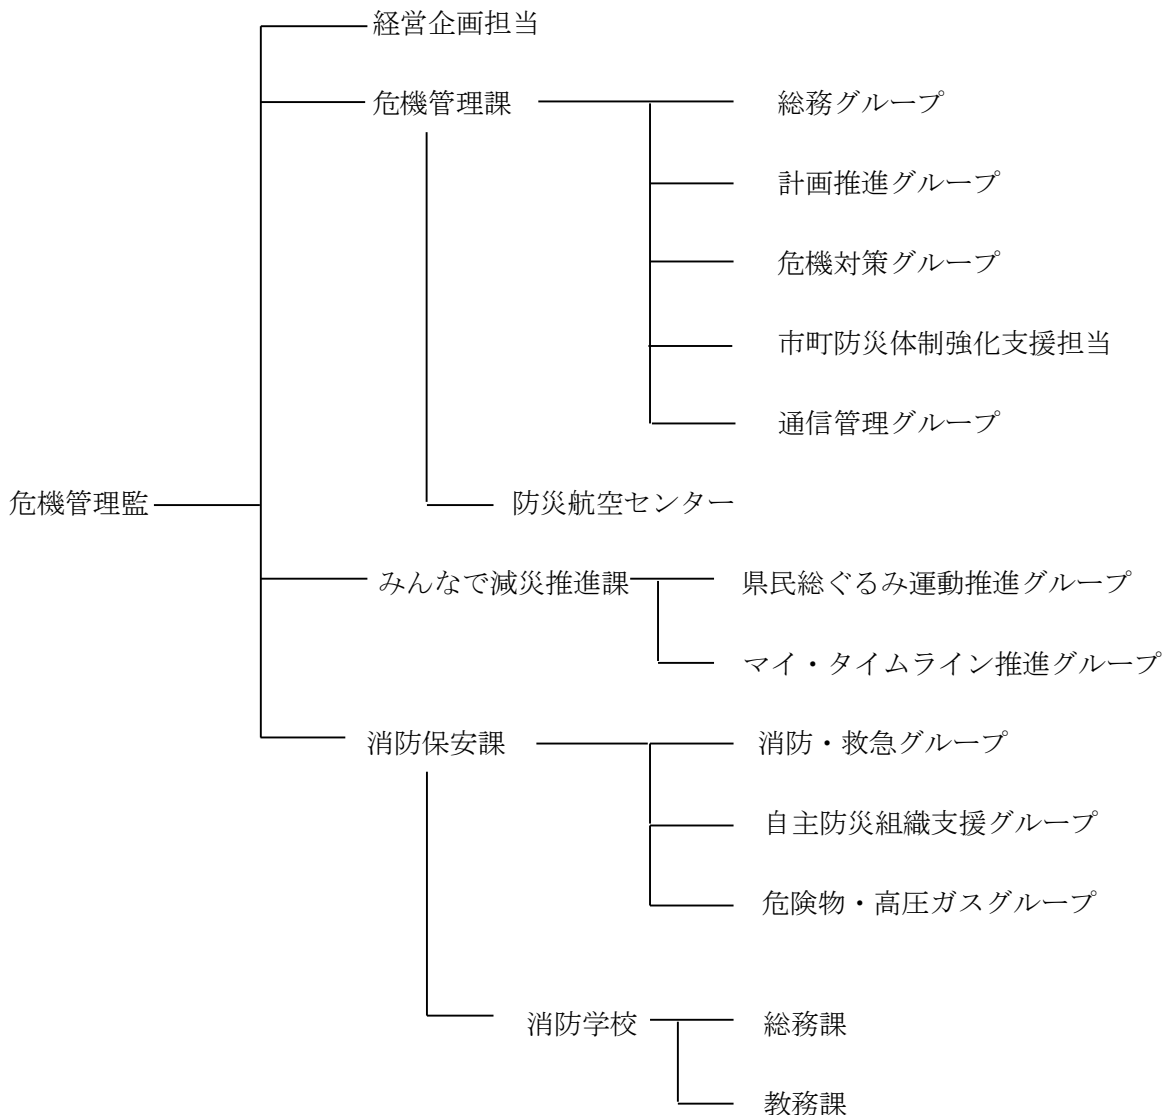 経営企画担当
危機管理課
総務グループ
計画推進グループ
危機対策グループ
市町防災体制強化支援担当
通信管理グループ
危機管理監
防災航空センター
みんなで減災推進課
県民総ぐるみ運動推進グループ
マイ・タイムライン推進グループ
消防保安課
消防・救急グループ
自主防災組織支援グループ
危険物・高圧ガスグループ
消防学校
総務課
教務課